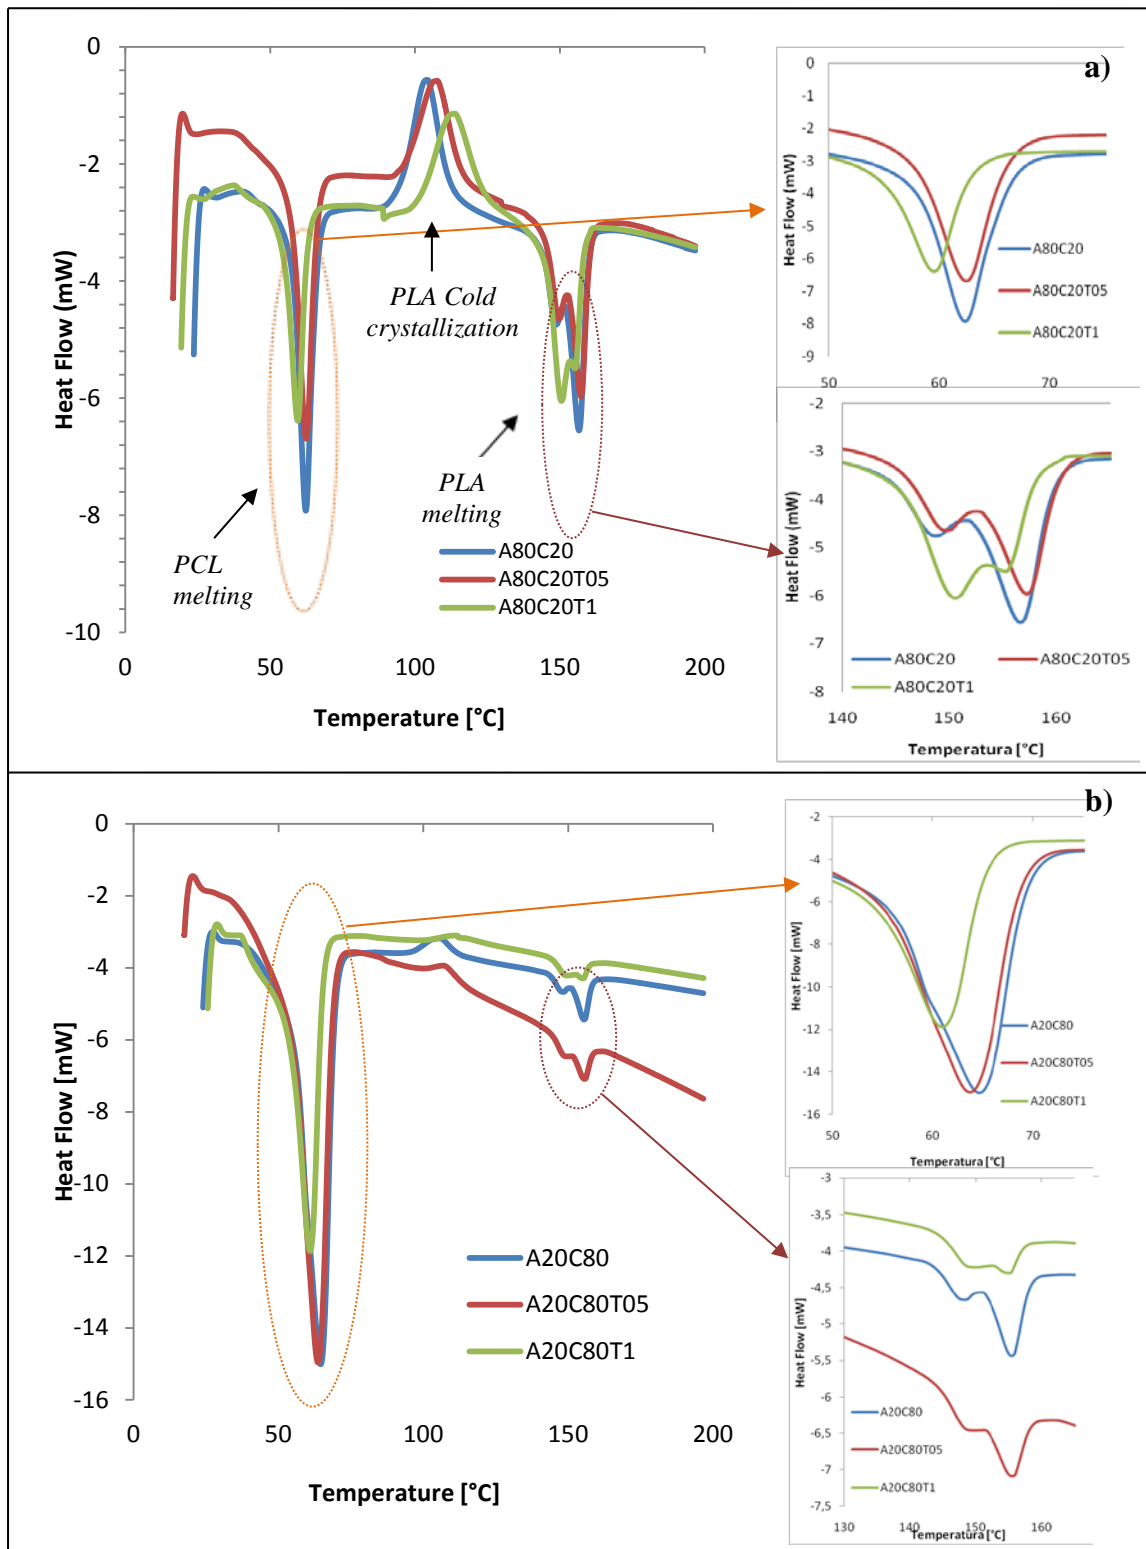 a)
0
-2
-4
-6
-8
-10
0
50
100
150
200
Heat Flow (mW)
Temperature [°C]
PLA Cold
crystallization
PLA
melting
PCL
melting
A80C20
A80C20T05
A80C20T1
0
-1
-2
-3
-4
-5
-6
-7
-8
-9
50
60
70
Heat Flow (mW)
A80C20
A80C20T05
A80C20T1
-2
-3
-4
-5
-6
-7
-8
140
150
160
Heat Flow (mW)
A80C20
A80C20T05
A80C20T1
Temperatura [°C]
b)
0
-2
-4
-6
-8
-10
-12
-14
-16
0
50
100
150
200
Heat Flow [mW]
Temperature [°C]
A20C80
A20C80T05
A20C80T1
-2
-4
-6
-8
-10
-12
-14
-16
50
60
70
Heat Flow [mW]
A20C80
A20C80T05
A20C80T1
Temperatura [°C]
-3
-3,5
-4
-4,5
-5
-5,5
-6
-6,5
-7
-7,5
130
140
150
160
Heat Flow [mW]
A20C80
A20C80T05
A20C80T1
Temperatura [°C]